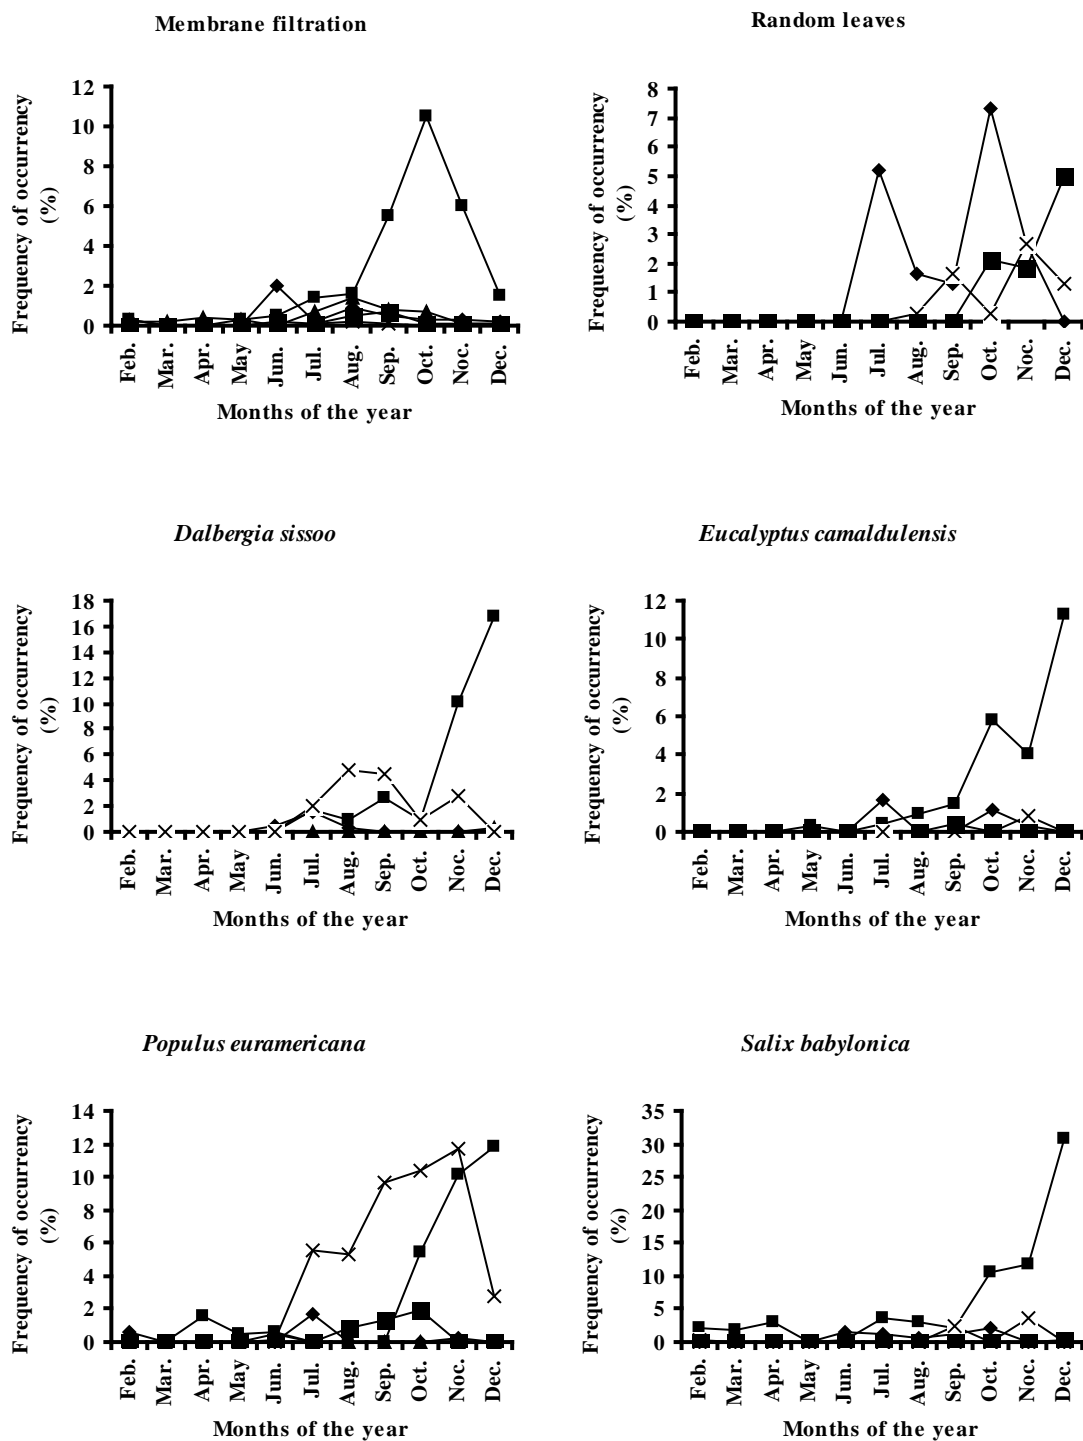 Membrane filtration
12
10
8
6
4
2
0
Frequency of occurrency
(%)
Feb.
Mar.
Apr.
May
Jun.
Jul.
Aug.
Sep.
Oct.
Noc.
Dec.
Months of the year
Random leaves
8
7
6
5
4
3
2
1
0
Frequency of occurrency
(%)
Feb.
Mar.
Apr.
May
Jun.
Jul.
Aug.
Sep.
Oct.
Noc.
Dec.
Months of the year
Dalbergia sissoo
18
16
14
12
10
8
6
4
2
0
Frequency of occurrency
(%)
Feb.
Mar.
Apr.
May
Jun.
Jul.
Aug.
Sep.
Oct.
Noc.
Dec.
Months of the year
Eucalyptus camaldulensis
12
10
8
6
4
2
0
Frequency of occurrency
(%)
Feb.
Mar.
Apr.
May
Jun.
Jul.
Aug.
Sep.
Oct.
Noc.
Dec.
Months of the year
Populus euramericana
14
12
10
8
6
4
2
0
Frequency of occurrency
(%)
Feb.
Mar.
Apr.
May
Jun.
Jul.
Aug.
Sep.
Oct.
Noc.
Dec.
Months of the year
Salix babylonica
35
30
25
20
15
10
5
0
Frequency of occurrency
(%)
Feb.
Mar.
Apr.
May
Jun.
Jul.
Aug.
Sep.
Oct.
Noc.
Dec.
Months of the year